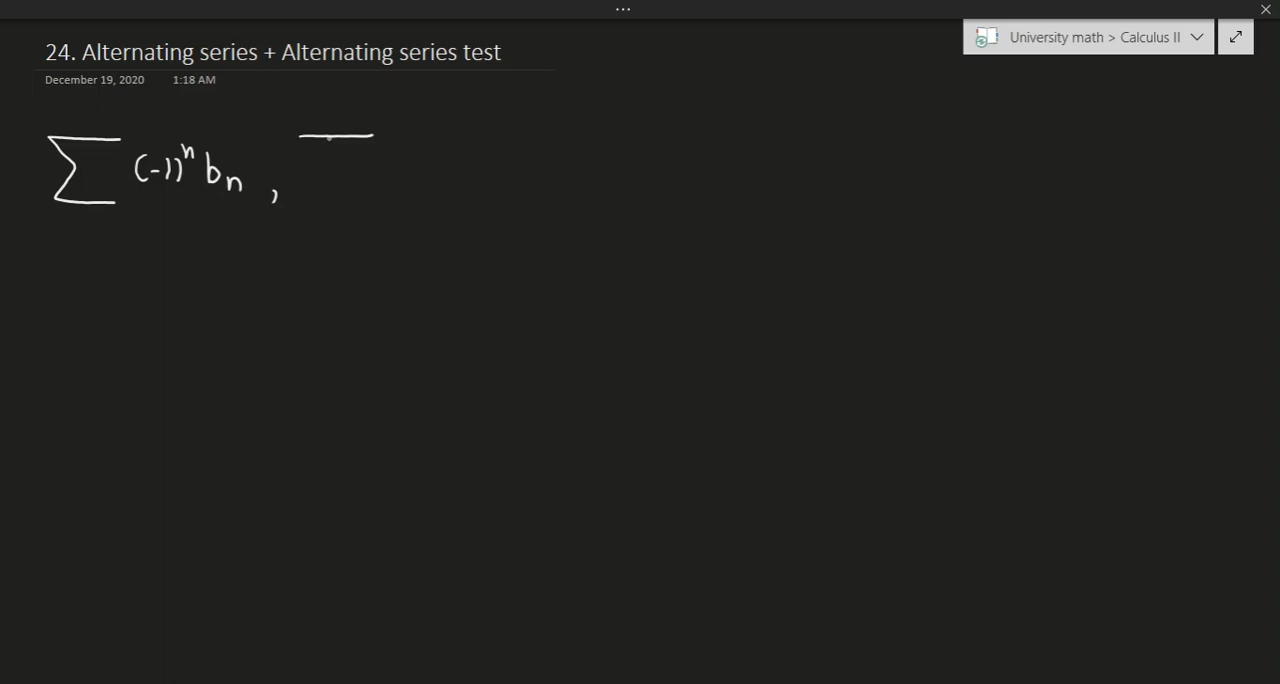 24. Alternating series + Alternating series test
University math > Calculus II
December 19, 2020 1:18 AM
∑ (-1)ⁿ bₙ ,